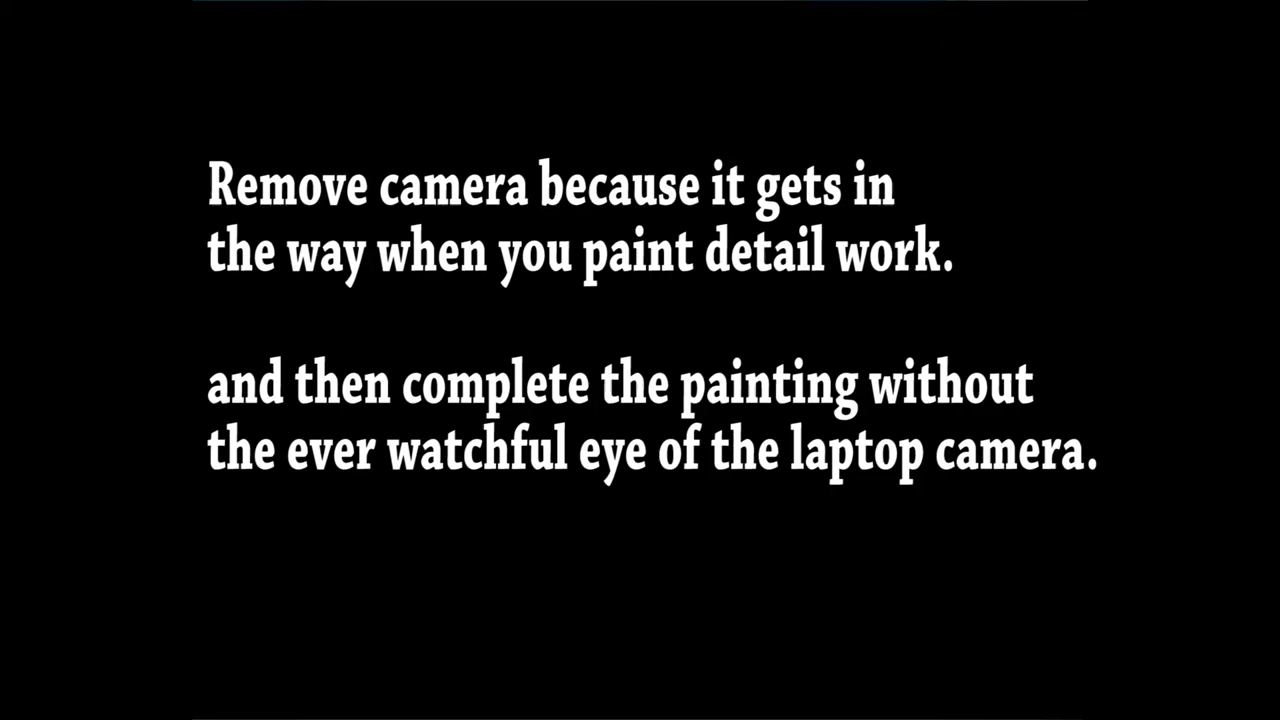 Remove camera because it gets in
the way when you paint detail work.
and then complete the painting without
the ever watchful eye of the laptop camera.